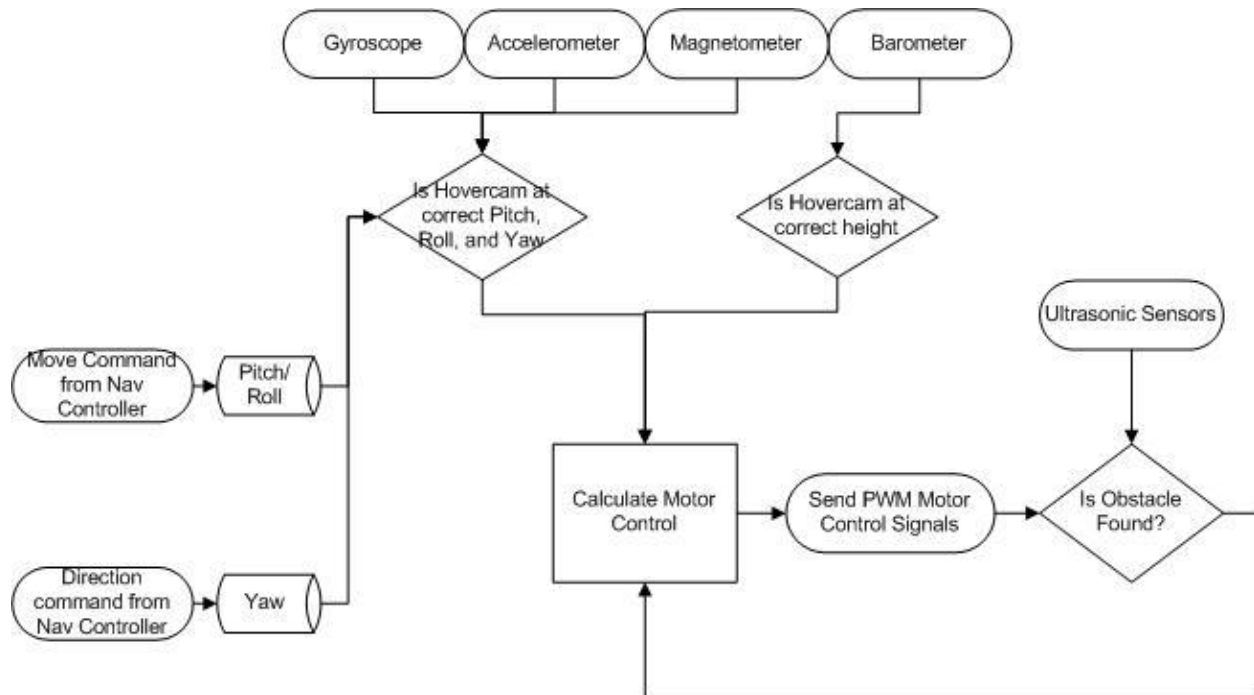 Gyroscope
Accelerometer
Magnetometer
Barometer
Is Hovercam at
correct Pitch,
Roll, and Yaw
Is Hovercam at
correct height
Ultrasonic Sensors
Move Command
from Nav
Controller
Pitch/
Roll
Calculate Motor
Control
Send PWM Motor
Control Signals
Is Obstacle
Found?
Direction
command from
Nav Controller
Yaw